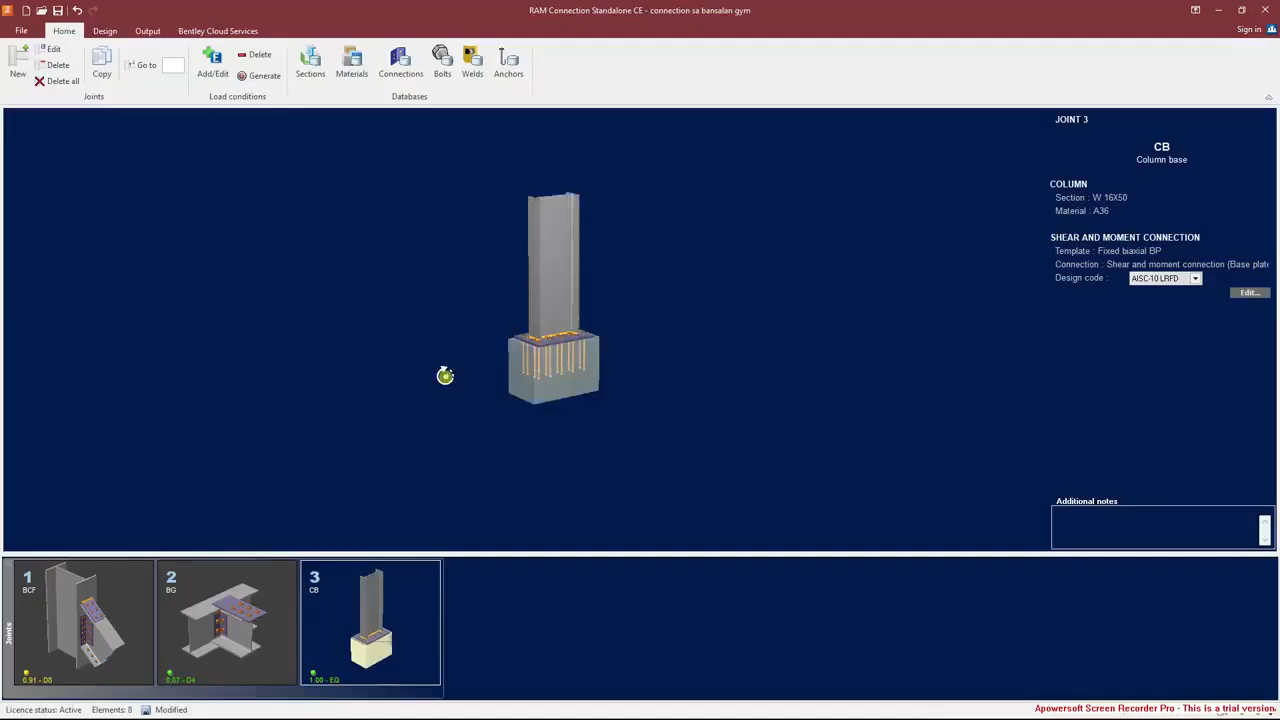 RAM Connection Standalone CE - connection sa bansalan gym
Sign in
File
Home
Design
Output
Bentley Cloud Services
New
Edit
Delete
Delete all
Copy
Go to
Joints
Add/Edit
Delete
Generate
Load conditions
Sections
Materials
Connections
Bolts
Welds
Anchors
Databases
JOINT 3
CB
Column base
COLUMN
Section : W 16X50
Material : A36
SHEAR AND MOMENT CONNECTION
Template : Fixed biaxial BP
Connection : Shear and moment connection (Base plate
Design code :
AISC-10 LRFD
Edit...
Additional notes
Joints
1
BCF
0.91 - D8
2
BG
0.87 - D4
3
CB
1.00 - EQ
Licence status: Active
Elements: 8
Modified
Apowersoft Screen Recorder Pro - This is a trial version.